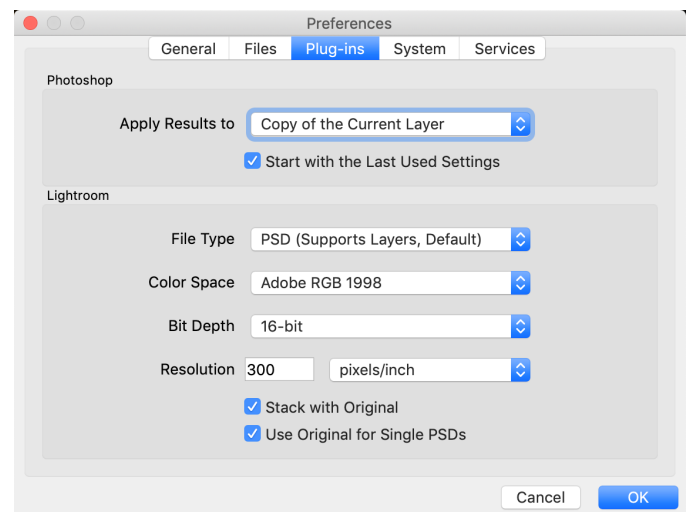 Preferences
General Files Plug-ins System Services
Photoshop
Apply Results to Copy of the Current Layer
Start with the Last Used Settings
Lightroom
File Type PSD (Supports Layers, Default)
Color Space Adobe RGB 1998
Bit Depth 16-bit
Resolution 300 pixels/inch
Stack with Original
Use Original for Single PSDs
Cancel OK